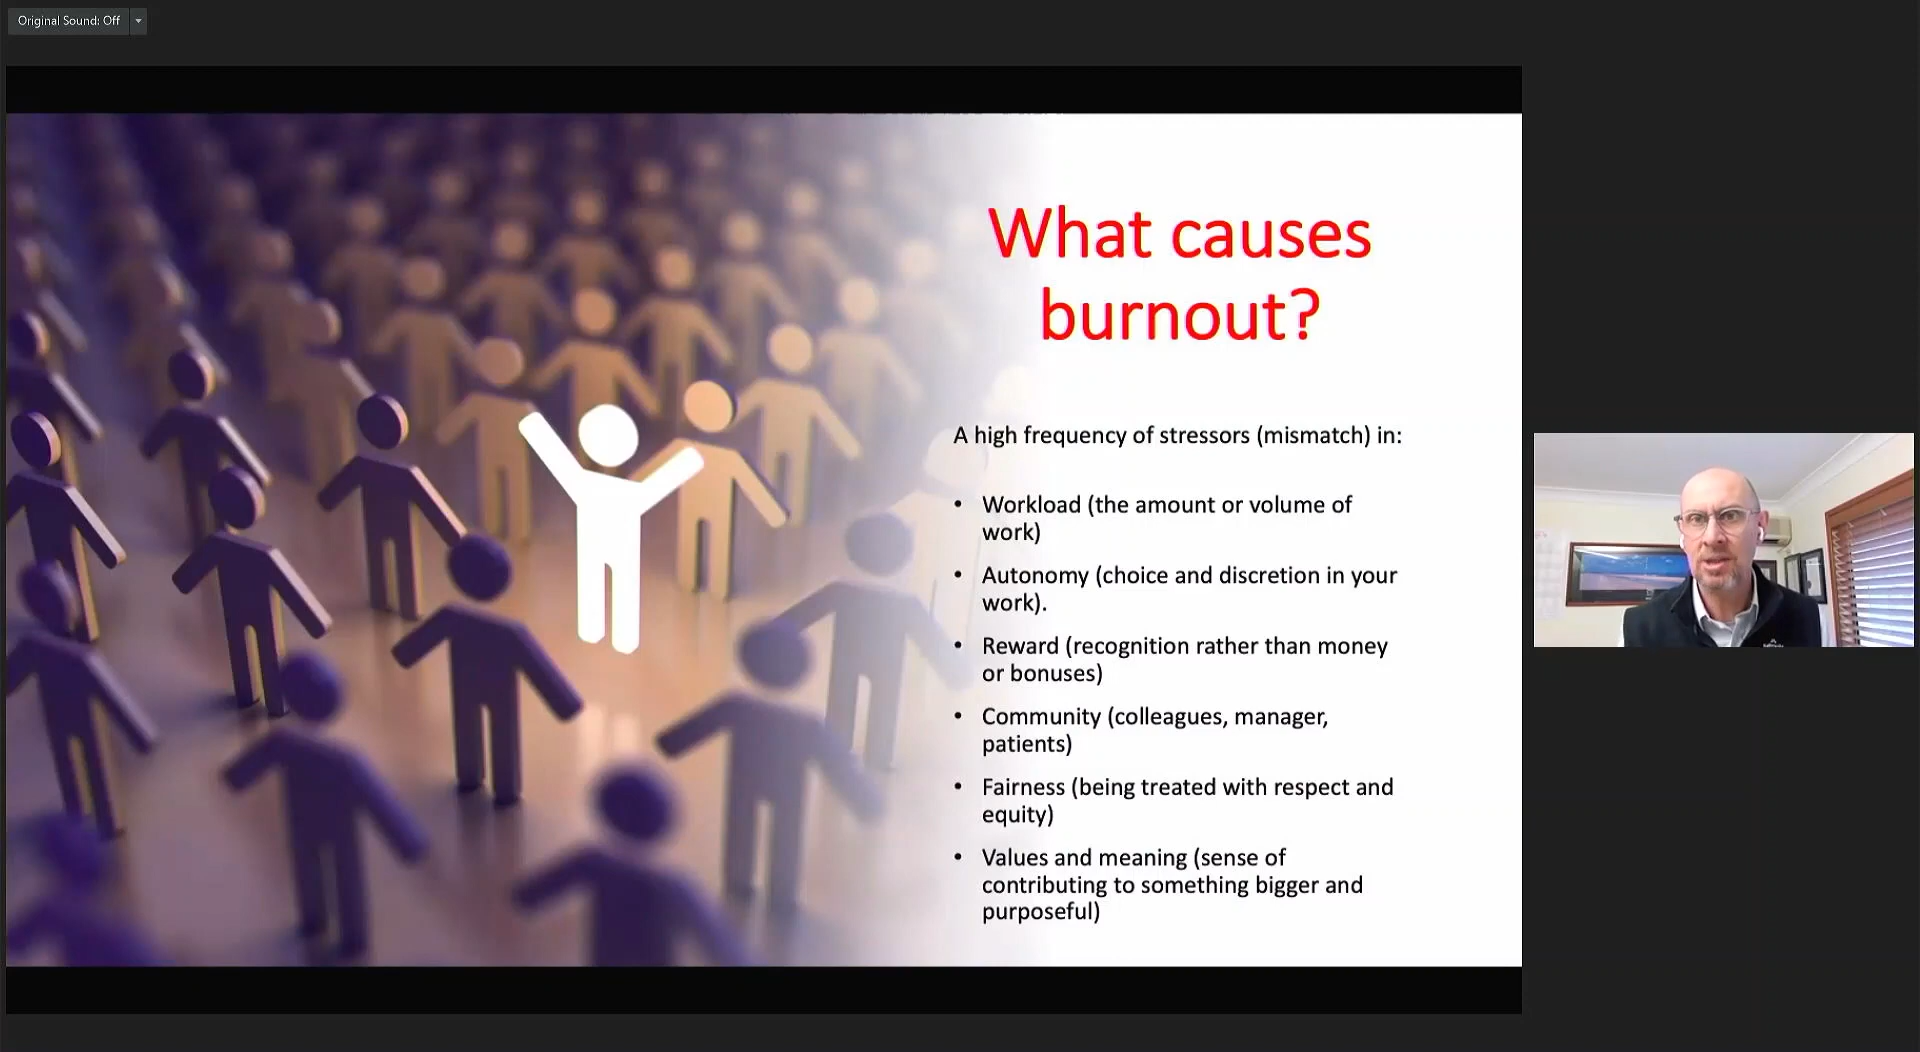 Original Sound: Off
What causes
burnout?
A high frequency of stressors (mismatch) in:
• Workload (the amount or volume of
work)
• Autonomy (choice and discretion in your
work).
• Reward (recognition rather than money
or bonuses)
• Community (colleagues, manager,
patients)
• Fairness (being treated with respect and
equity)
• Values and meaning (sense of
contributing to something bigger and
purposeful)